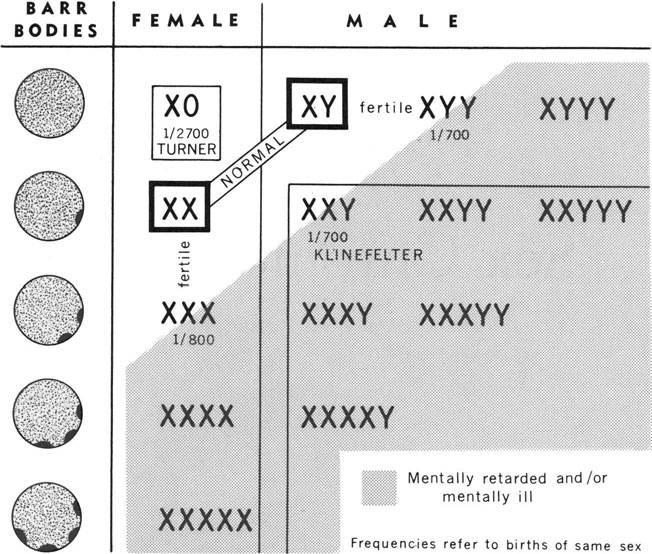 BARR BODIES FEMALE MALE
XO
1/2700
TURNER
NORMAL
XY fertile XYY XYYY
1/700
XX
fertile
XXY XXYY XXYYY
1/700
KLINEFELTER
XXX XXXY XXXYY
1/800
XXXX XXXXY
XXXXX
Mentally retarded and/or
mentally ill
Frequencies refer to births of same sex